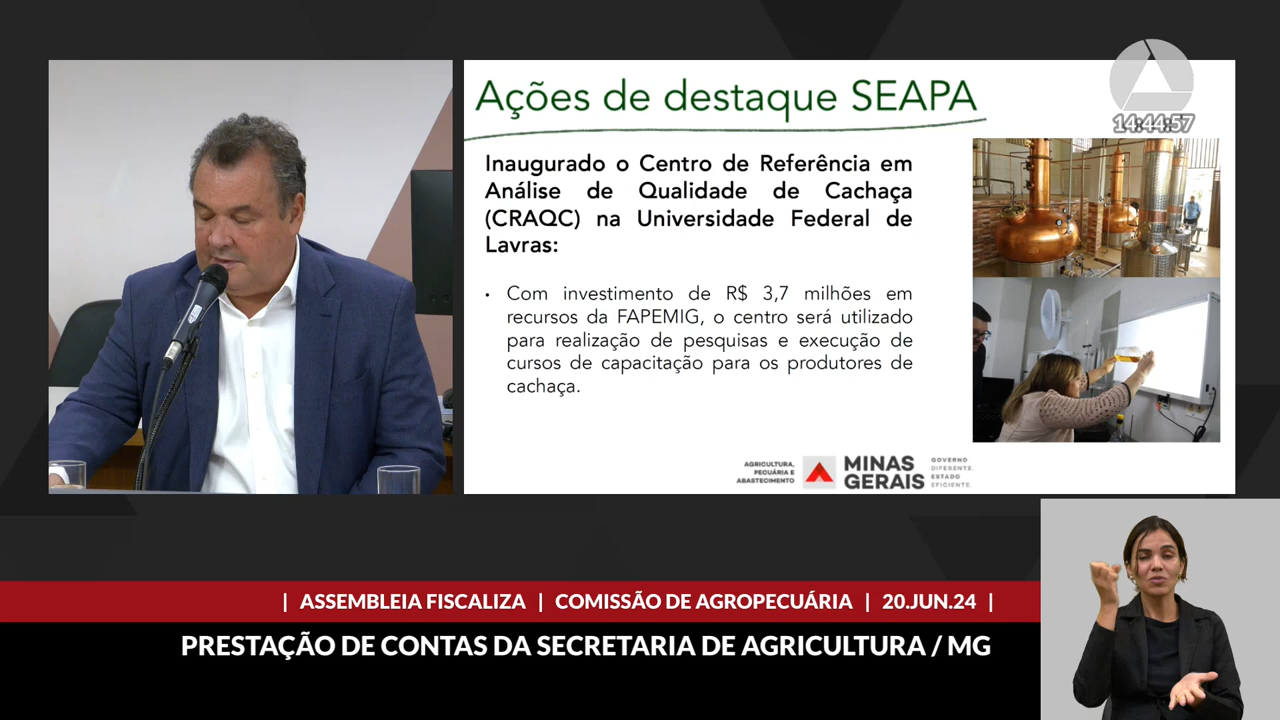 Ações de destaque SEAPA
14:44:57
Inaugurado o Centro de Referência em
Análise de Qualidade de Cachaça
(CRAQC) na Universidade Federal de
Lavras:
• Com investimento de R$ 3,7 milhões em
recursos da FAPEMIG, o centro será utilizado
para realização de pesquisas e execução de
cursos de capacitação para os produtores de
cachaça.
AGRICULTURA,
PECUÁRIA E
ABASTECIMENTO
MINAS
GERAIS
GOVERNO
DIFERENTE.
ESTADO
EFICIENTE.
| ASSEMBLEIA FISCALIZA | COMISSÃO DE AGROPECUÁRIA | 20.JUN.24 |
PRESTAÇÃO DE CONTAS DA SECRETARIA DE AGRICULTURA / MG